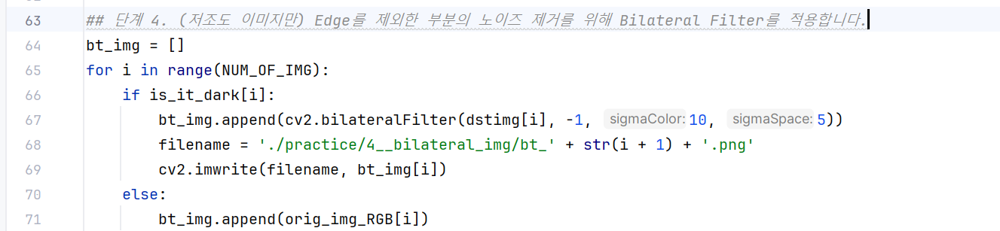 63 ## 단계 4. (저조도 이미지만) Edge를 제외한 부분의 노이즈 제거를 위해 Bilateral Filter를 적용합니다.
64 bt_img = []
65 for i in range(NUM_OF_IMG):
66 if is_it_dark[i]:
67 bt_img.append(cv2.bilateralFilter(dstimg[i], -1, sigmaColor: 10, sigmaSpace: 5))
68 filename = './practice/4__bilateral_img/bt_' + str(i + 1) + '.png'
69 cv2.imwrite(filename, bt_img[i])
70 else:
71 bt_img.append(orig_img_RGB[i])